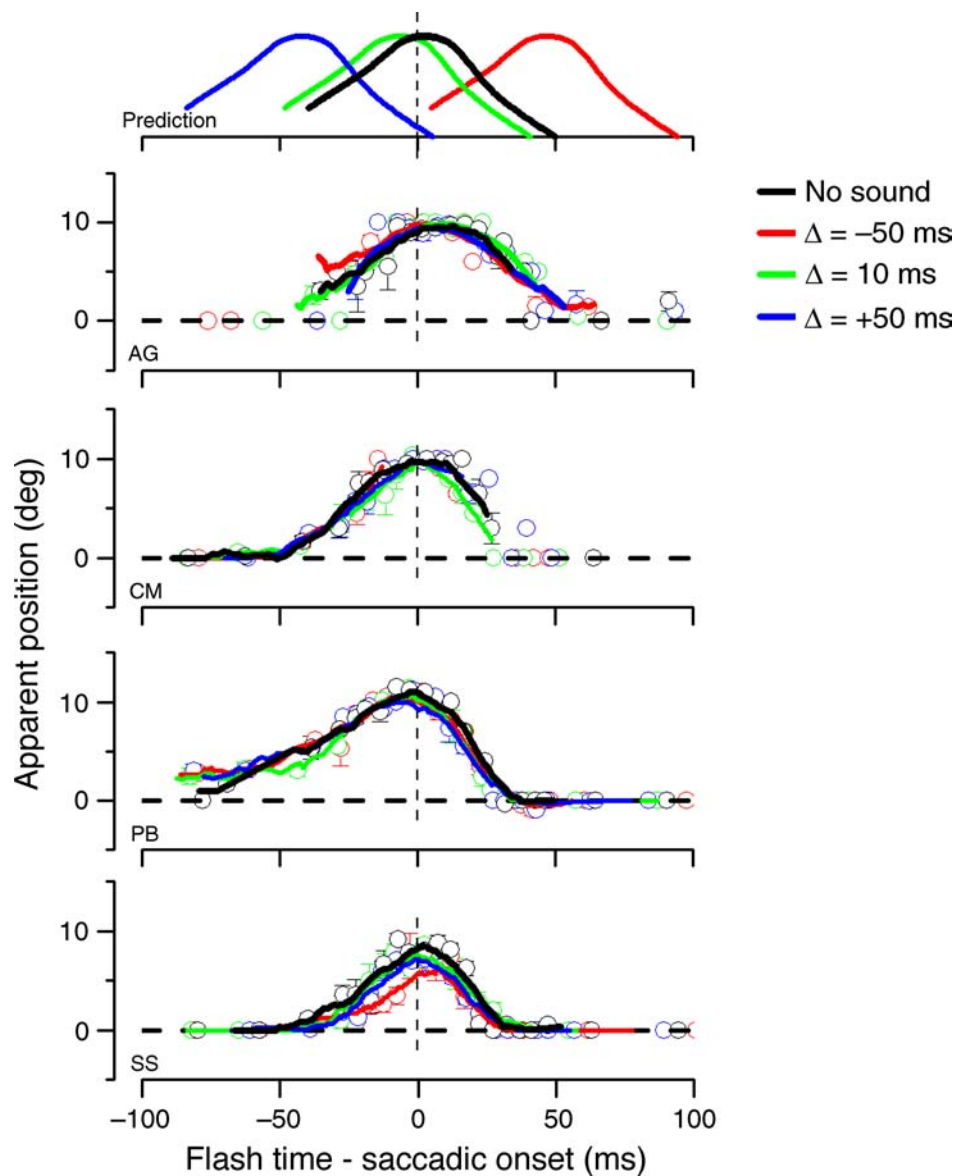 Prediction
10
0
AG
10
0
CM
10
0
PB
10
0
SS
–100
–50
0
50
100
Flash time - saccadic onset (ms)
Apparent position (deg)
No sound
Δ = –50 ms
Δ = 10 ms
Δ = +50 ms